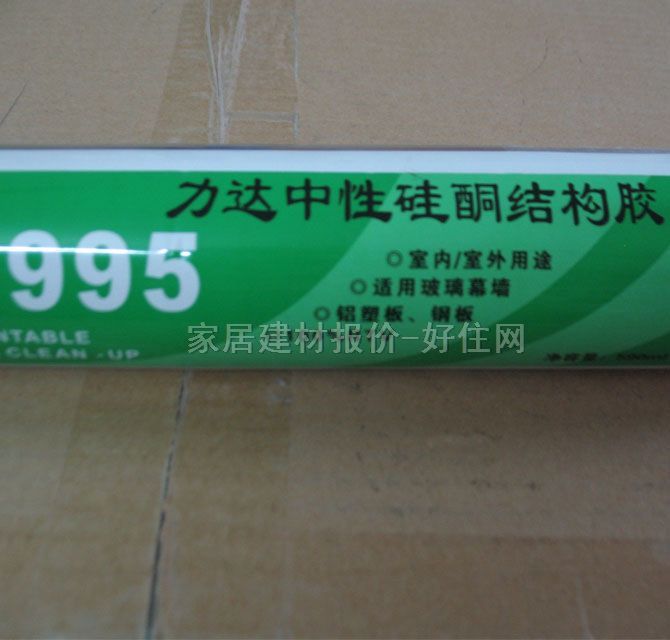 力达中性硅酮结构胶
995
◎室内/室外用途
◎适用玻璃幕墙
◎铝塑板、钢板
NTABLE
CLEAN-UP
净容量:
家居建材报价-好住网